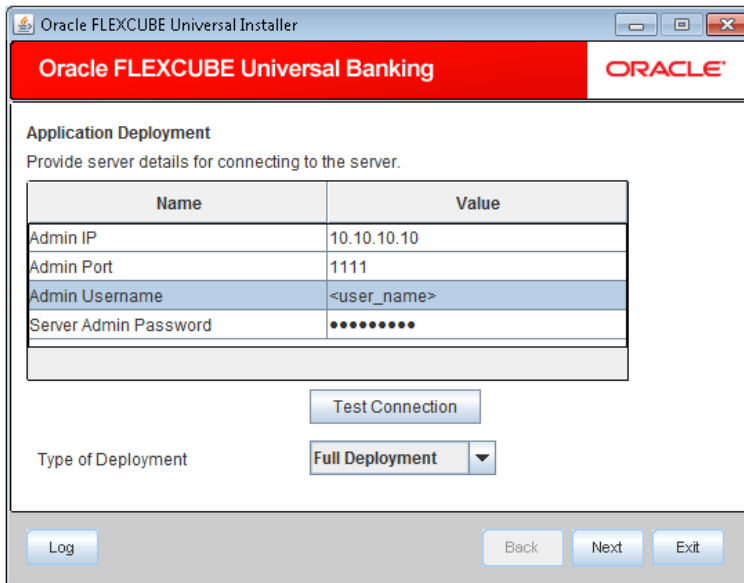 Oracle FLEXCUBE Universal Installer
Oracle FLEXCUBE Universal Banking
ORACLE
Application Deployment
Provide server details for connecting to the server.
Name Value
Admin IP 10.10.10.10
Admin Port 1111
Admin Username <user_name>
Server Admin Password •••••••••
Test Connection
Type of Deployment Full Deployment
Log Back Next Exit